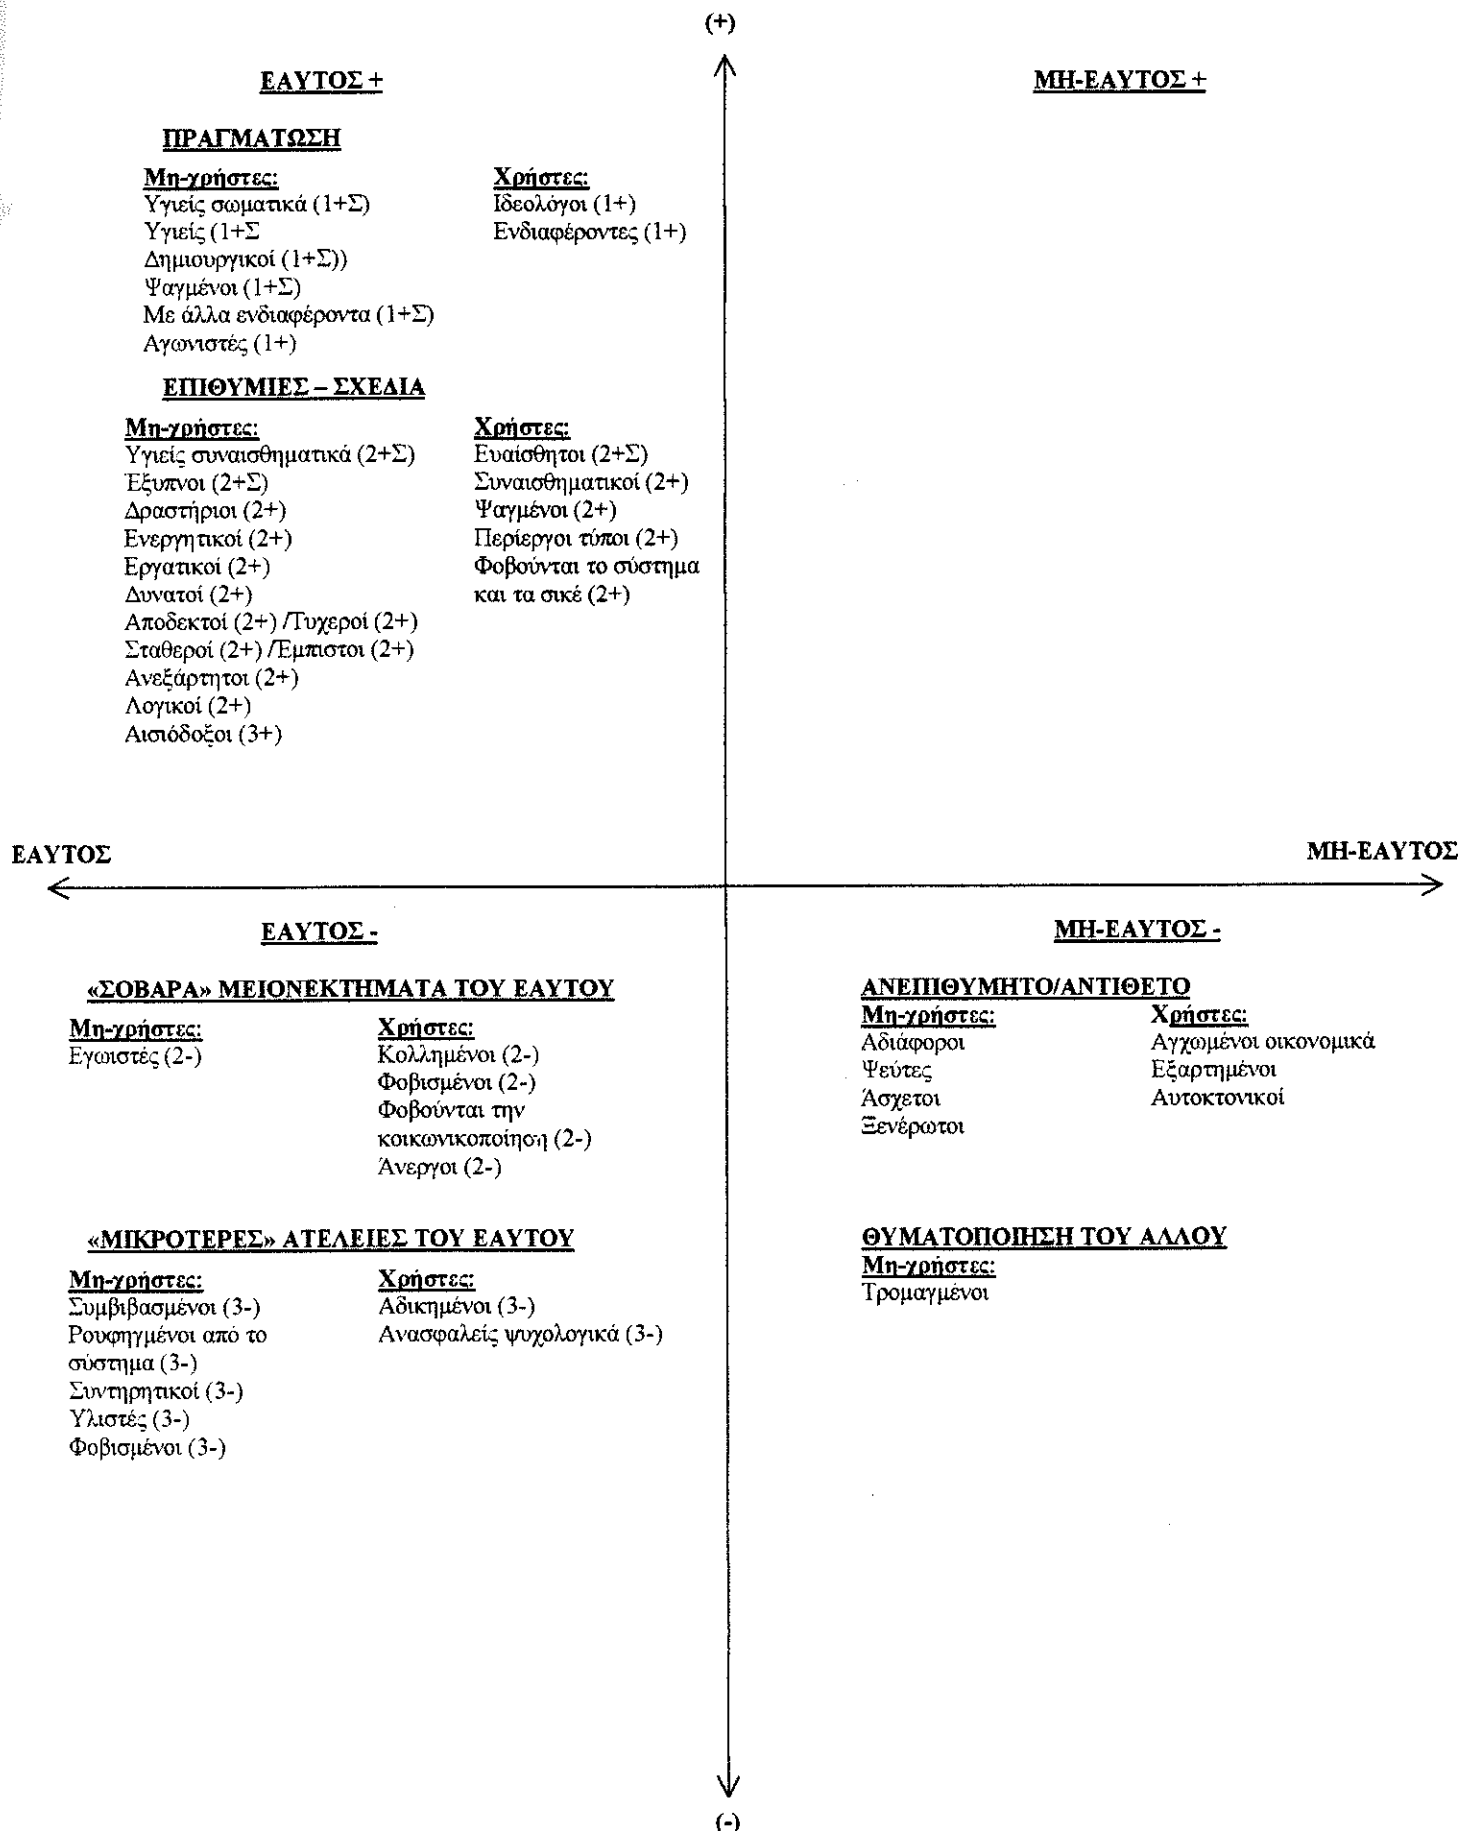 (+)
ΕΑΥΤΟΣ +
ΜΗ-ΕΑΥΤΟΣ +
ΠΡΑΓΜΑΤΩΣΗ
Μη-χρήστες:
Υγιείς σωματικά (1+Σ)
Υγιείς (1+Σ
Δημιουργικοί (1+Σ))
Ψαγμένοι (1+Σ)
Με άλλα ενδιαφέροντα (1+Σ)
Αγωνιστές (1+)
Χρήστες:
Ιδεολόγοι (1+)
Ενδιαφέροντες (1+)
ΕΠΙΘΥΜΙΕΣ – ΣΧΕΔΙΑ
Μη-χρήστες:
Υγιείς συναισθηματικά (2+Σ)
Έξυπνοι (2+Σ)
Δραστήριοι (2+)
Ενεργητικοί (2+)
Εργατικοί (2+)
Δυνατοί (2+)
Αποδεκτοί (2+) /Τυχεροί (2+)
Σταθεροί (2+) /Έμπιστοι (2+)
Ανεξάρτητοι (2+)
Λογικοί (2+)
Αισιόδοξοι (3+)
Χρήστες:
Ευαίσθητοι (2+Σ)
Συναισθηματικοί (2+)
Ψαγμένοι (2+)
Περίεργοι τύποι (2+)
Φοβούνται το σύστημα
και τα σικέ (2+)
ΕΑΥΤΟΣ
ΜΗ-ΕΑΥΤΟΣ
ΕΑΥΤΟΣ -
ΜΗ-ΕΑΥΤΟΣ -
«ΣΟΒΑΡΑ» ΜΕΙΟΝΕΚΤΗΜΑΤΑ ΤΟΥ ΕΑΥΤΟΥ
Μη-χρήστες:
Εγωιστές (2-)
Χρήστες:
Κολλημένοι (2-)
Φοβισμένοι (2-)
Φοβούνται την
κοικωνικοποίηση (2-)
Άνεργοι (2-)
ΑΝΕΠΙΘΥΜΗΤΟ/ΑΝΤΙΘΕΤΟ
Μη-χρήστες:
Αδιάφοροι
Ψεύτες
Άσχετοι
Ξενέρωτοι
Χρήστες:
Αγχωμένοι οικονομικά
Εξαρτημένοι
Αυτοκτονικοί
«ΜΙΚΡΟΤΕΡΕΣ» ΑΤΕΛΕΙΕΣ ΤΟΥ ΕΑΥΤΟΥ
Μη-χρήστες:
Συμβιβασμένοι (3-)
Ρουφηγμένοι από το
σύστημα (3-)
Συντηρητικοί (3-)
Υλιστές (3-)
Φοβισμένοι (3-)
Χρήστες:
Αδικημένοι (3-)
Ανασφαλείς ψυχολογικά (3-)
ΘΥΜΑΤΟΠΟΙΗΣΗ ΤΟΥ ΑΛΛΟΥ
Μη-χρήστες:
Τρομαγμένοι
(-)